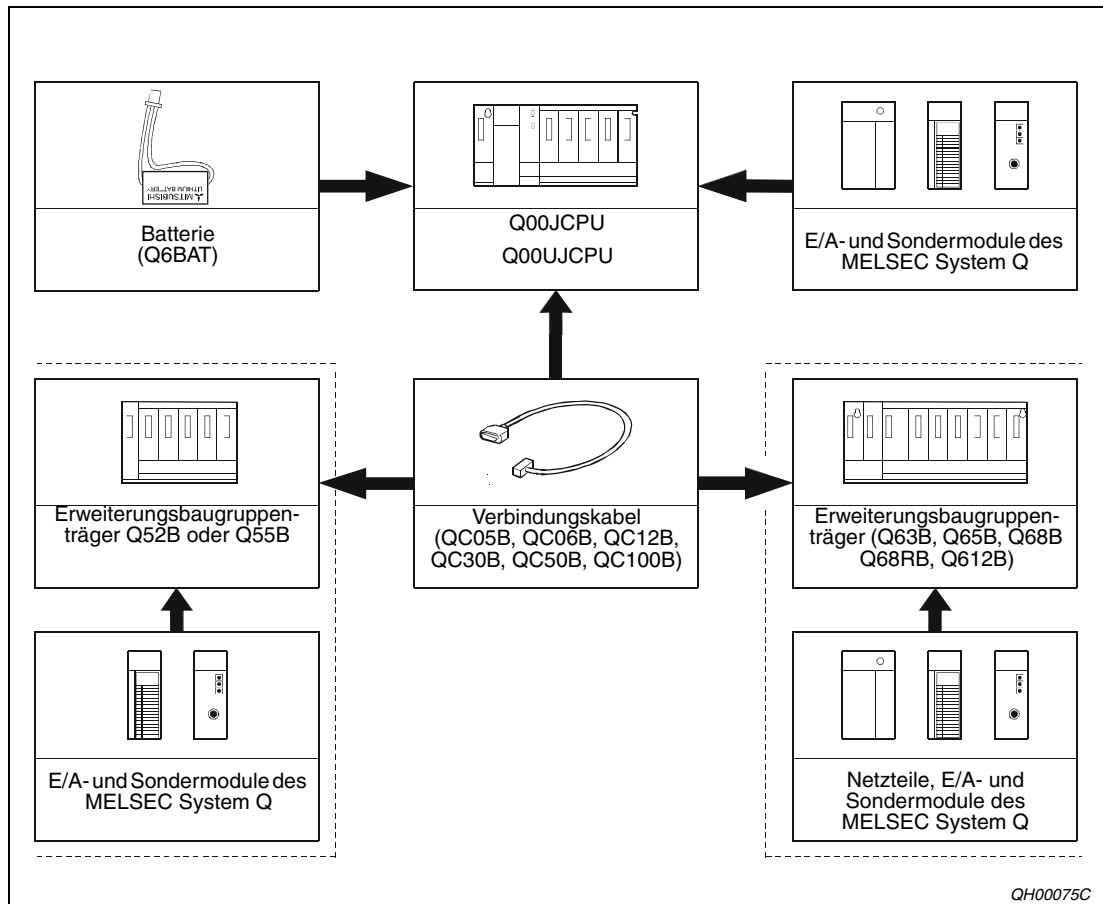 MITSUBISHI
LITHIUM BATTERY
Batterie
(Q6BAT)
Q00JCPU
Q00UJCPU
E/A- und Sondermodule des
MELSEC System Q
Erweiterungsbaugruppen-
träger Q52B oder Q55B
Verbindungskabel
(QC05B, QC06B, QC12B,
QC30B, QC50B, QC100B)
Erweiterungsbaugruppen-
träger (Q63B, Q65B, Q68B
Q68RB, Q612B)
E/A- und Sondermodule des
MELSEC System Q
Netzteile, E/A- und
Sondermodule des
MELSEC System Q
QH00075C